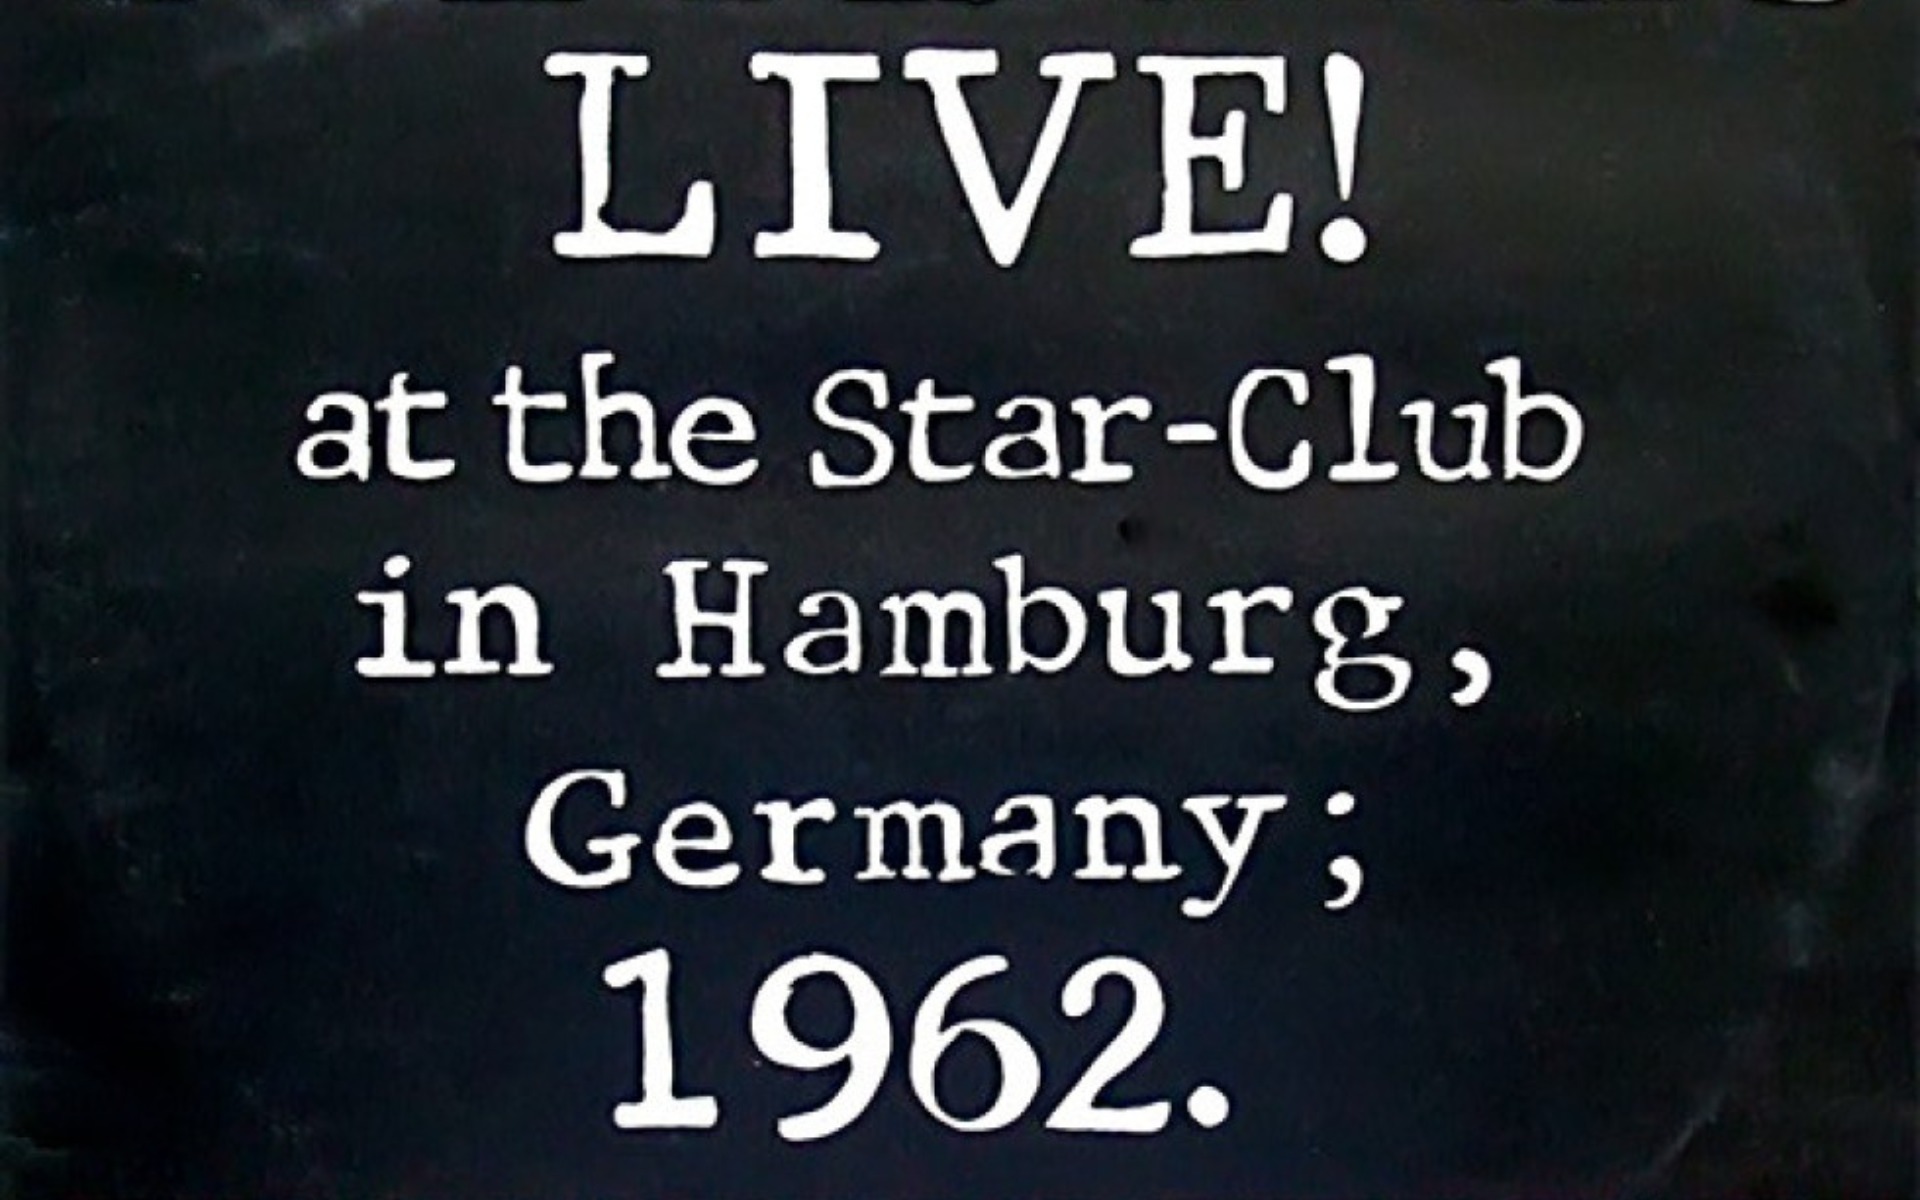 LIVE!
at the Star-Club
in Hamburg,
Germany;
1962.